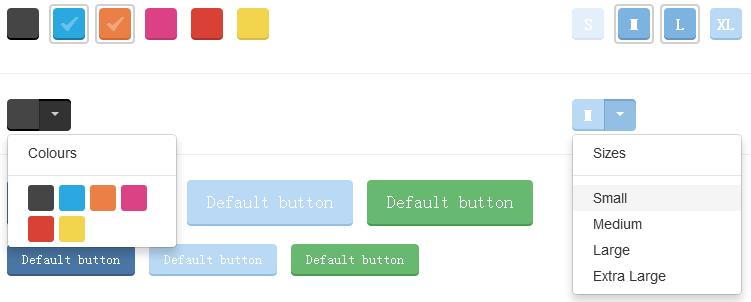 S L XL
Colours
Sizes
Small
Medium
Large
Extra Large
Default button
Default button
Default button
Default button
Default button